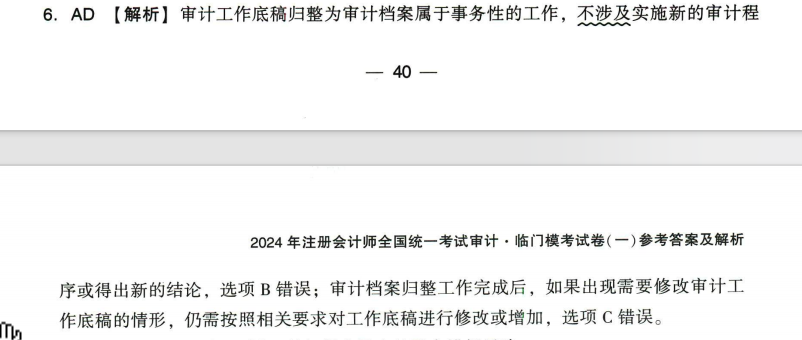 6. AD 【解析】审计工作底稿归整为审计档案属于事务性的工作，不涉及实施新的审计程
— 40 —
2024 年注册会计师全国统一考试审计·临门模考试卷(一)参考答案及解析
序或得出新的结论，选项 B 错误；审计档案归整工作完成后，如果出现需要修改审计工
作底稿的情形，仍需按照相关要求对工作底稿进行修改或增加，选项 C 错误。